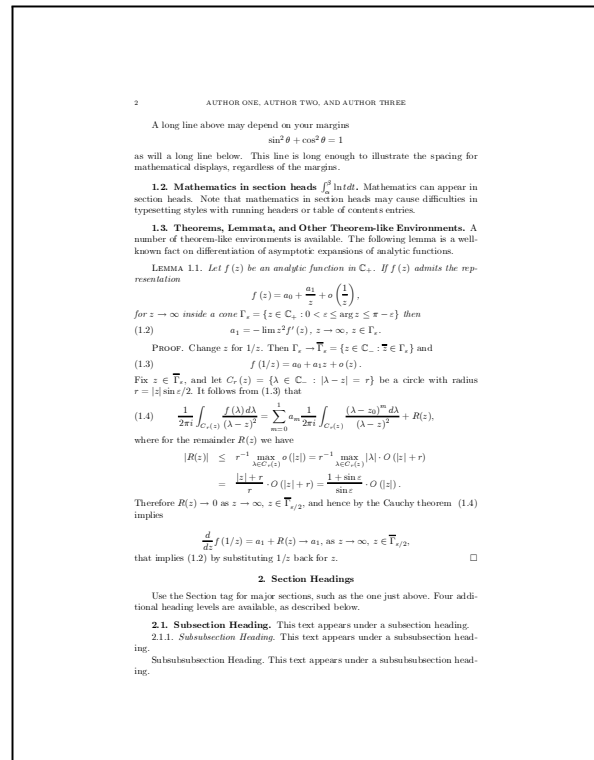 2 AUTHOR ONE, AUTHOR TWO, AND AUTHOR THREE
A long line above may depend on your margins
sin² θ + cos² θ = 1
as will a long line below. This line is long enough to illustrate the spacing for
mathematical displays, regardless of the margins.
1.2. Mathematics in section heads ∫_α^β ln t dt. Mathematics can appear in
section heads. Note that mathematics in section heads may cause difficulties in
typesetting styles with running headers or table of contents entries.
1.3. Theorems, Lemmata, and Other Theorem-like Environments. A
number of theorem-like environments is available. The following lemma is a well-
known fact on differentiation of asymptotic expansions of analytic functions.
Lemma 1.1. Let f (z) be an analytic function in ℂ₊. If f (z) admits the rep-
resentation
f (z) = a₀ + a₁/z + o (1/z) ,
for z → ∞ inside a cone Γ_ε = {z ∈ ℂ₊ : 0 < ε ≤ arg z ≤ π − ε} then
(1.2) a₁ = − lim z² f′ (z) , z → ∞, z ∈ Γ_ε.
Proof. Change z for 1/z. Then Γ_ε → Γ̅_ε = {z ∈ ℂ₋ : z̅ ∈ Γ_ε} and
(1.3) f (1/z) = a₀ + a₁z + o (z) .
Fix z ∈ Γ̅_ε, and let C_r (z) = {λ ∈ ℂ₋ : |λ − z| = r} be a circle with radius
r = |z| sin ε/2. It follows from (1.3) that
(1.4) 1/2πi ∫_{C_r(z)} f (λ) dλ/(λ − z)² = ∑_{m=0}^{1} a_m 1/2πi ∫_{C_r(z)} (λ − z₀)^m dλ/(λ − z)² + R(z),
where for the remainder R(z) we have
|R(z)| ≤ r⁻¹ max_{λ∈C_r(z)} o (|z|) = r⁻¹ max_{λ∈C_r(z)} |λ| · O (|z| + r)
= |z| + r/r · O (|z| + r) = 1 + sin ε/sin ε · O (|z|) .
Therefore R(z) → 0 as z → ∞, z ∈ Γ̅_{ε/2}, and hence by the Cauchy theorem (1.4)
implies
d/dz f (1/z) = a₁ + R(z) → a₁, as z → ∞, z ∈ Γ̅_{ε/2},
that implies (1.2) by substituting 1/z back for z. □
2. Section Headings
Use the Section tag for major sections, such as the one just above. Four addi-
tional heading levels are available, as described below.
2.1. Subsection Heading. This text appears under a subsection heading.
2.1.1. Subsubsection Heading. This text appears under a subsubsection head-
ing.
Subsubsubsection Heading. This text appears under a subsubsubsection head-
ing.